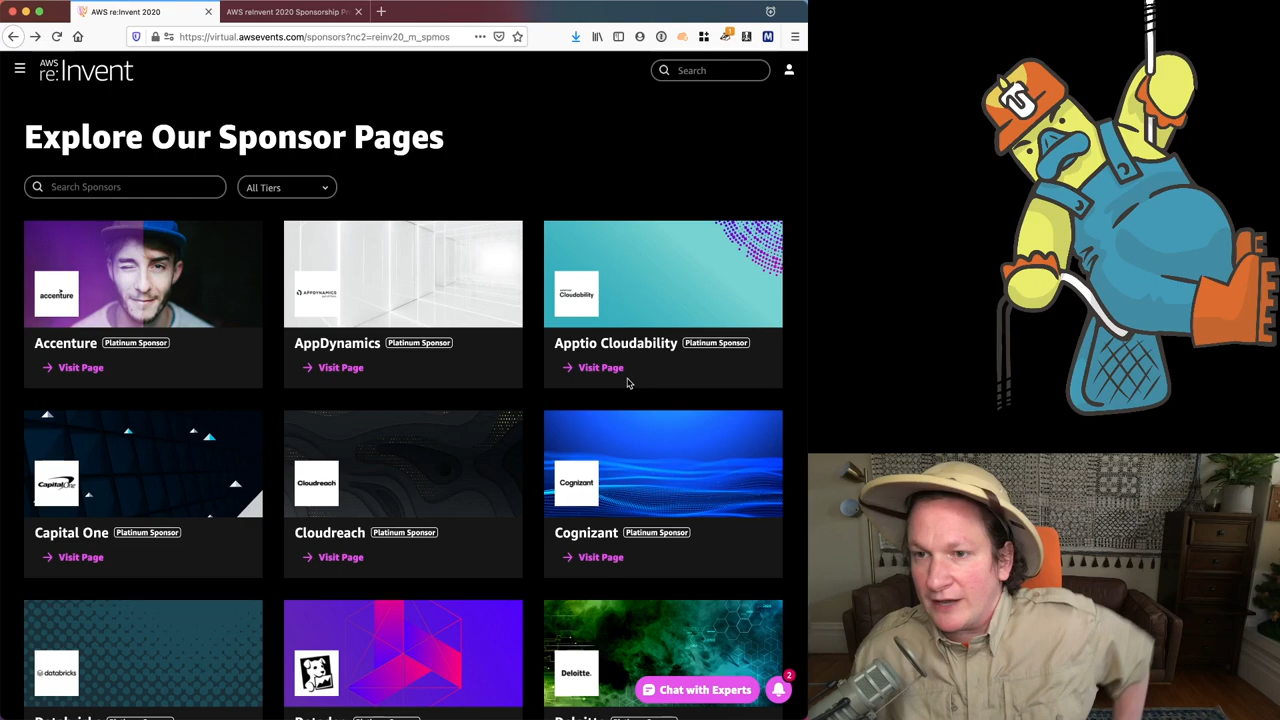 AWS re:Invent 2020
AWS reInvent 2020 Sponsorship P
https://virtual.awsevents.com/sponsors?nc2=reinv20_m_spmos
AWS
re:Invent
Search
Explore Our Sponsor Pages
Search Sponsors
All Tiers
accenture
APPDYNAMICS
Cloudability
Accenture Platinum Sponsor
AppDynamics Platinum Sponsor
Apptio Cloudability Platinum Sponsor
Visit Page
Visit Page
Visit Page
Capital One
Cloudreach
Cognizant
Capital One Platinum Sponsor
Cloudreach Platinum Sponsor
Cognizant Platinum Sponsor
Visit Page
Visit Page
Visit Page
databricks
Deloitte.
Chat with Experts
2